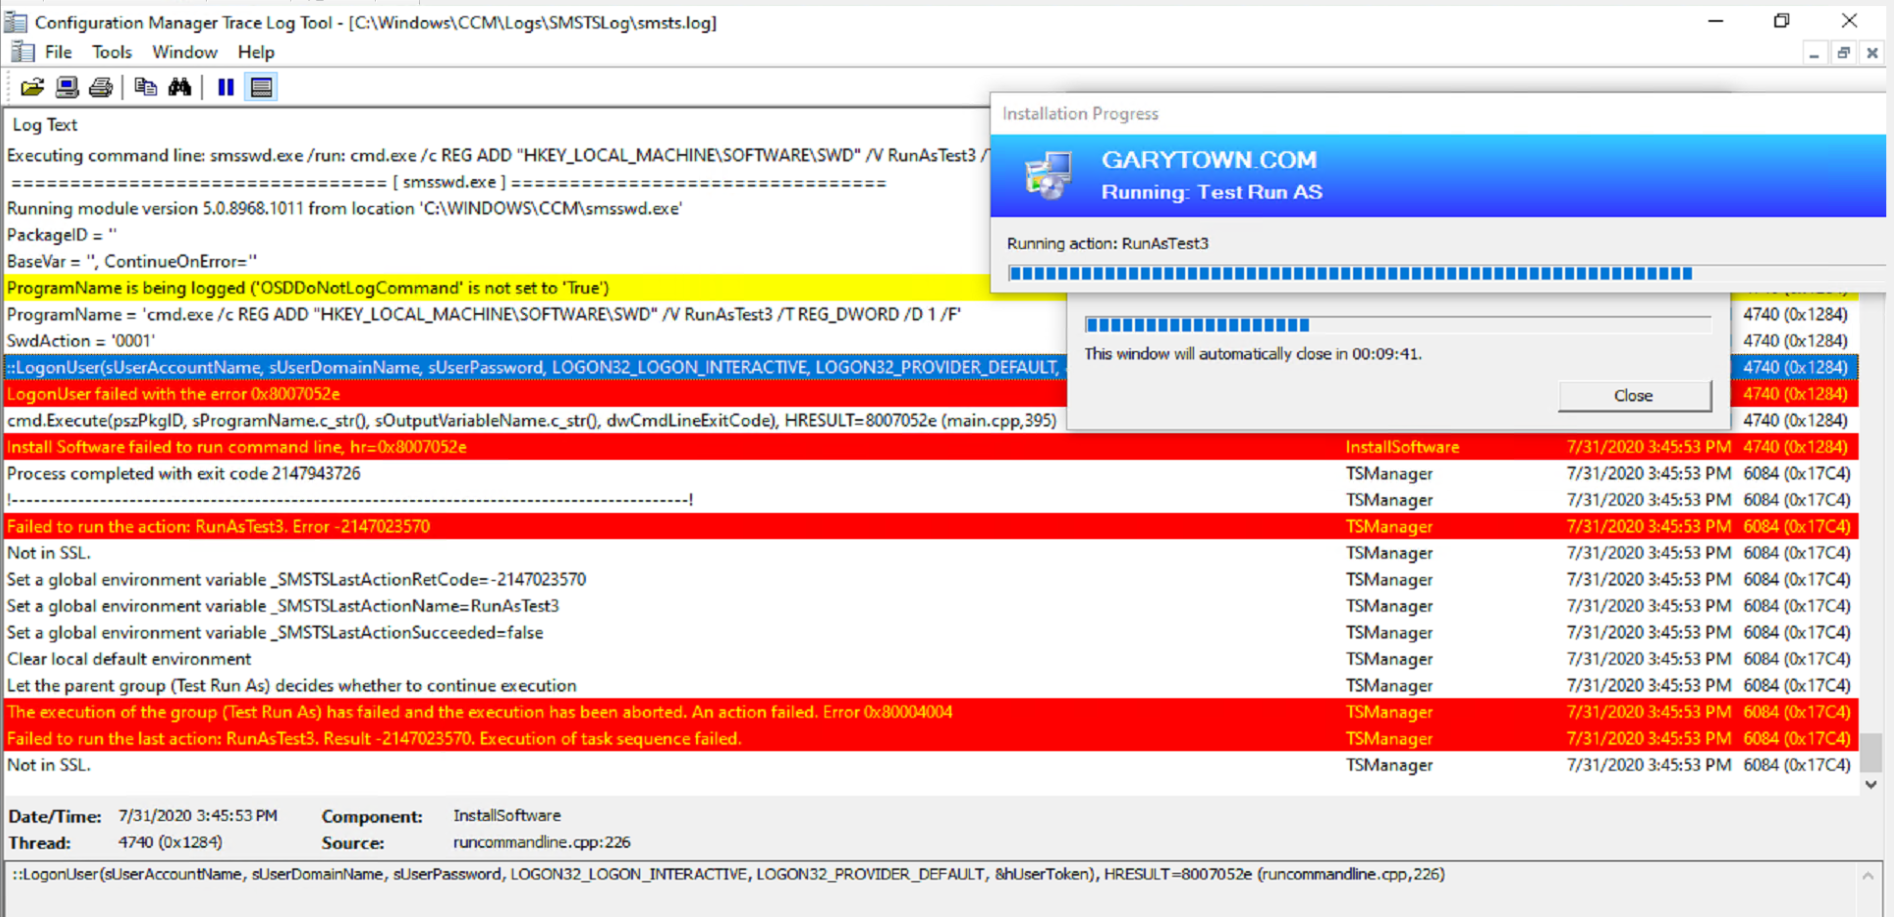 Configuration Manager Trace Log Tool - [C:\Windows\CCM\Logs\SMSTSLog\smsts.log]
File Tools Window Help
Log Text
Executing command line: smsswd.exe /run: cmd.exe /c REG ADD "HKEY_LOCAL_MACHINE\SOFTWARE\SWD" /V RunAsTest3 /
================================ [ smsswd.exe ] ================================
Running module version 5.0.8968.1011 from location 'C:\WINDOWS\CCM\smsswd.exe'
PackageID = ''
BaseVar = '', ContinueOnError=''
ProgramName is being logged ('OSDDoNotLogCommand' is not set to 'True')
ProgramName = 'cmd.exe /c REG ADD "HKEY_LOCAL_MACHINE\SOFTWARE\SWD" /V RunAsTest3 /T REG_DWORD /D 1 /F' 4740 (0x1284)
SwdAction = '0001' 4740 (0x1284)
::LogonUser(sUserAccountName, sUserDomainName, sUserPassword, LOGON32_LOGON_INTERACTIVE, LOGON32_PROVIDER_DEFAULT, 4740 (0x1284)
LogonUser failed with the error 0x8007052e 4740 (0x1284)
cmd.Execute(pszPkgID, sProgramName.c_str(), sOutputVariableName.c_str(), dwCmdLineExitCode), HRESULT=8007052e (main.cpp,395) 4740 (0x1284)
Install Software failed to run command line, hr=0x8007052e InstallSoftware 7/31/2020 3:45:53 PM 4740 (0x1284)
Process completed with exit code 2147943726 TSManager 7/31/2020 3:45:53 PM 6084 (0x17C4)
!--------------------------------------------------------------------------------------------! TSManager 7/31/2020 3:45:53 PM 6084 (0x17C4)
Failed to run the action: RunAsTest3. Error -2147023570 TSManager 7/31/2020 3:45:53 PM 6084 (0x17C4)
Not in SSL. TSManager 7/31/2020 3:45:53 PM 6084 (0x17C4)
Set a global environment variable _SMSTSLastActionRetCode=-2147023570 TSManager 7/31/2020 3:45:53 PM 6084 (0x17C4)
Set a global environment variable _SMSTSLastActionName=RunAsTest3 TSManager 7/31/2020 3:45:53 PM 6084 (0x17C4)
Set a global environment variable _SMSTSLastActionSucceeded=false TSManager 7/31/2020 3:45:53 PM 6084 (0x17C4)
Clear local default environment TSManager 7/31/2020 3:45:53 PM 6084 (0x17C4)
Let the parent group (Test Run As) decides whether to continue execution TSManager 7/31/2020 3:45:53 PM 6084 (0x17C4)
The execution of the group (Test Run As) has failed and the execution has been aborted. An action failed. Error 0x80004004 TSManager 7/31/2020 3:45:53 PM 6084 (0x17C4)
Failed to run the last action: RunAsTest3. Result -2147023570. Execution of task sequence failed. TSManager 7/31/2020 3:45:53 PM 6084 (0x17C4)
Not in SSL. TSManager 7/31/2020 3:45:53 PM 6084 (0x17C4)
Installation Progress
GARYTOWN.COM
Running: Test Run AS
Running action: RunAsTest3
This window will automatically close in 00:09:41.
Close
Date/Time: 7/31/2020 3:45:53 PM Component: InstallSoftware
Thread: 4740 (0x1284) Source: runcommandline.cpp:226
::LogonUser(sUserAccountName, sUserDomainName, sUserPassword, LOGON32_LOGON_INTERACTIVE, LOGON32_PROVIDER_DEFAULT, &hUserToken), HRESULT=8007052e (runcommandline.cpp,226)